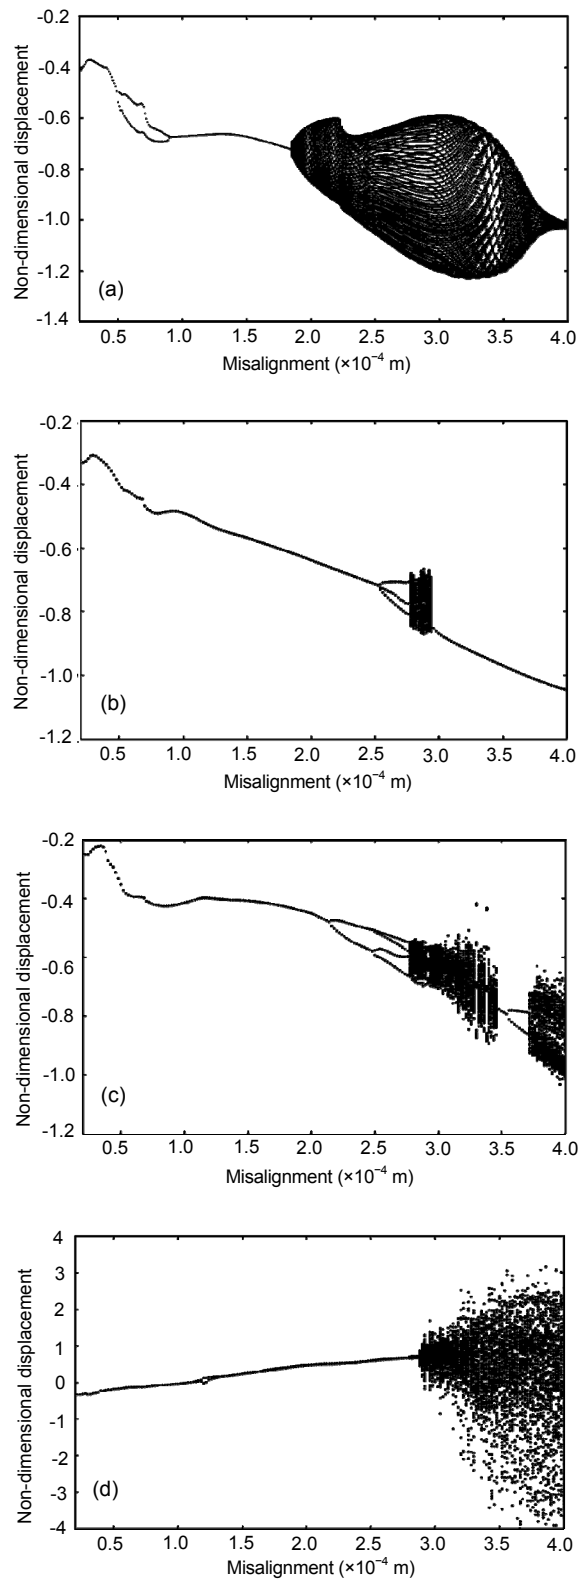 Non-dimensional displacement
-0.2
-0.4
-0.6
-0.8
-1.0
-1.2
-1.4
(a)
0.5 1.0 1.5 2.0 2.5 3.0 3.5 4.0
Misalignment (×10⁻⁴ m)
Non-dimensional displacement
-0.2
-0.4
-0.6
-0.8
-1.0
-1.2
(b)
0.5 1.0 1.5 2.0 2.5 3.0 3.5 4.0
Misalignment (×10⁻⁴ m)
Non-dimensional displacement
-0.2
-0.4
-0.6
-0.8
-1.0
-1.2
(c)
0.5 1.0 1.5 2.0 2.5 3.0 3.5 4.0
Misalignment (×10⁻⁴ m)
Non-dimensional displacement
4
3
2
1
0
-1
-2
-3
-4
(d)
0.5 1.0 1.5 2.0 2.5 3.0 3.5 4.0
Misalignment (×10⁻⁴ m)